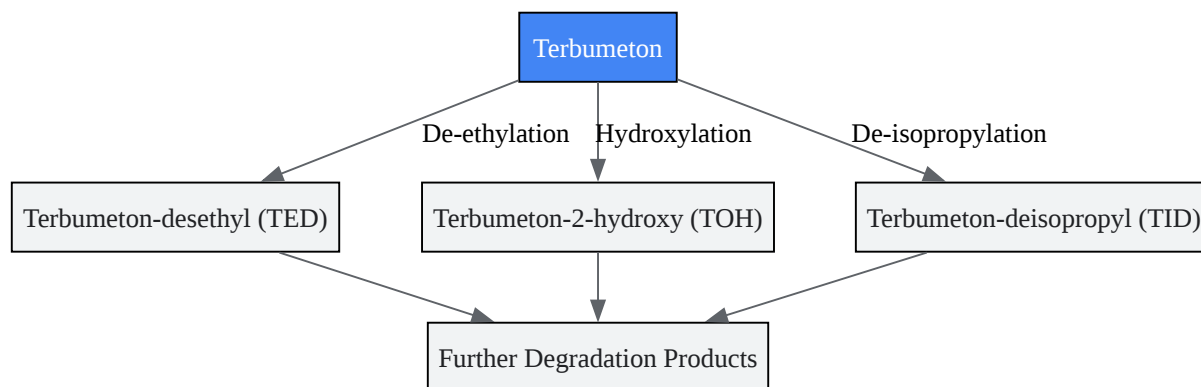 Terbumeton
De-ethylation
Hydroxylation
De-isopropylation
Terbumeton-desethyl (TED)
Terbumeton-2-hydroxy (TOH)
Terbumeton-deisopropyl (TID)
Further Degradation Products